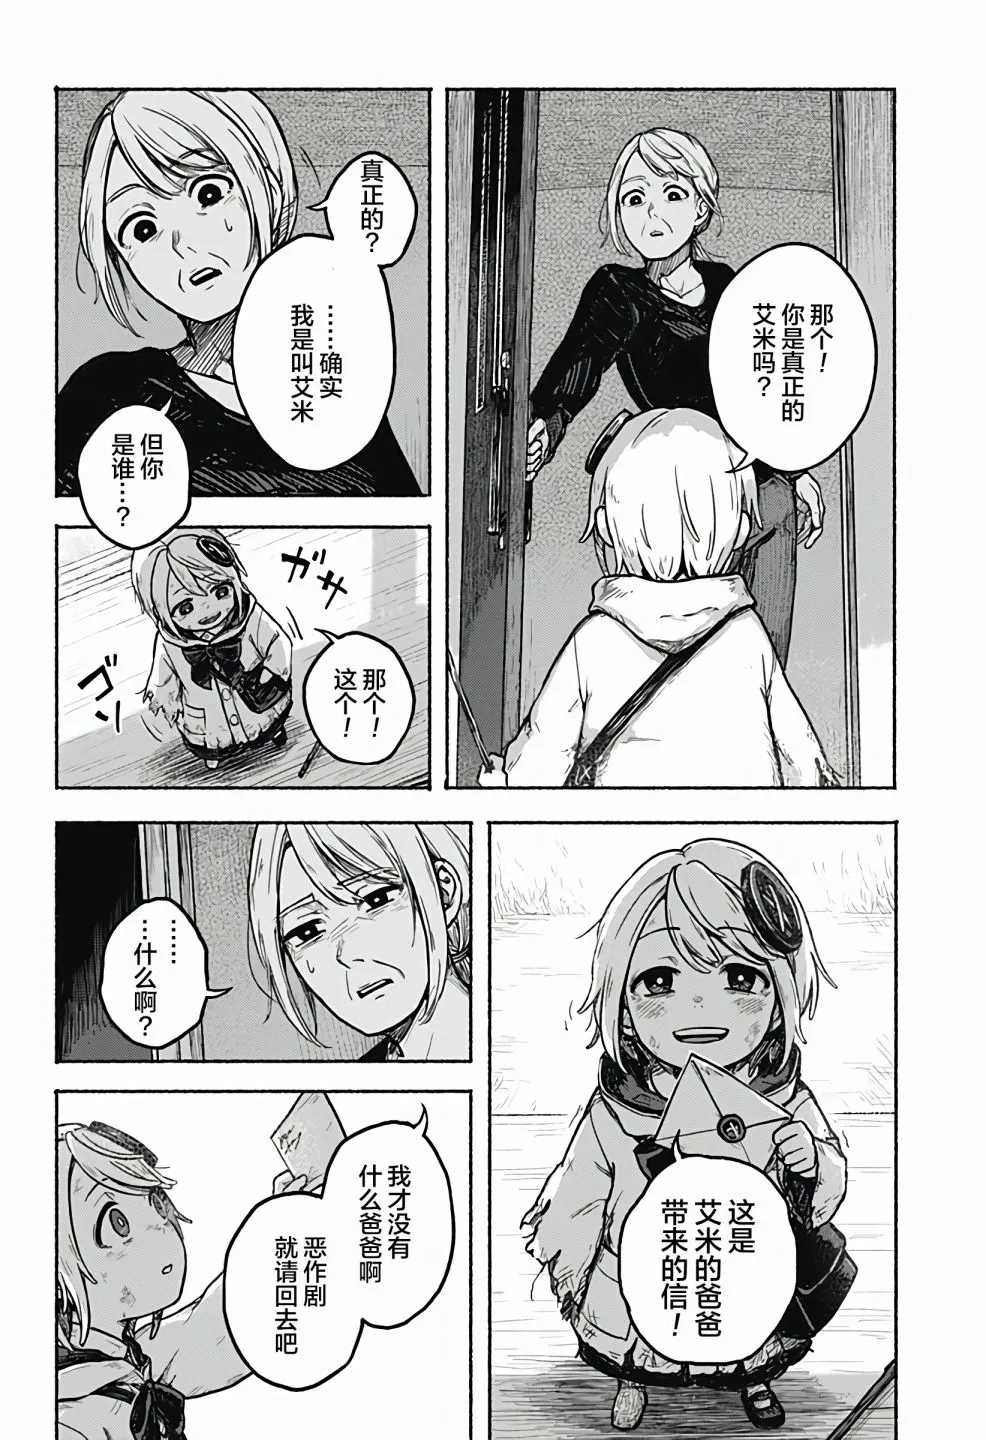 那个！
你是真正的
艾米吗？
真正的？
……确实
我是叫艾米
但你
是谁…？
ガサ
ゴソ
那个！
这个！
这是
艾米的爸爸
带来的信！
……
…什么啊？
我才没有
什么爸爸啊
恶作剧
就请回去吧